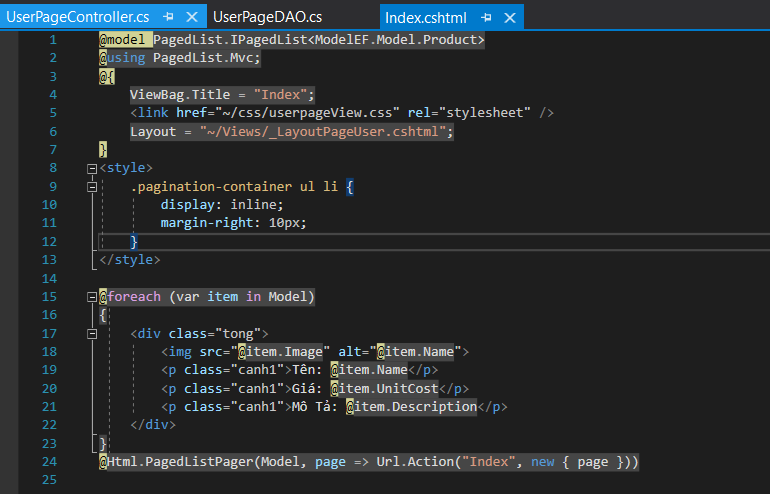 UserPageController.cs UserPageDAO.cs Index.cshtml
1 @model PagedList.IPagedList<ModelEF.Model.Product>
2 @using PagedList.Mvc;
3 @{
4     ViewBag.Title = "Index";
5     <link href="~/css/userpageView.css" rel="stylesheet" />
6     Layout = "~/Views/_LayoutPageUser.cshtml";
7 }
8 <style>
9     .pagination-container ul li {
10         display: inline;
11         margin-right: 10px;
12     }
13 </style>
14
15 @foreach (var item in Model)
16 {
17     <div class="tong">
18         <img src="@item.Image" alt="@item.Name">
19         <p class="canh1">Tên: @item.Name</p>
20         <p class="canh1">Giá: @item.UnitCost</p>
21         <p class="canh1">Mô Tả: @item.Description</p>
22     </div>
23 }
24 @Html.PagedListPager(Model, page => Url.Action("Index", new { page }))
25